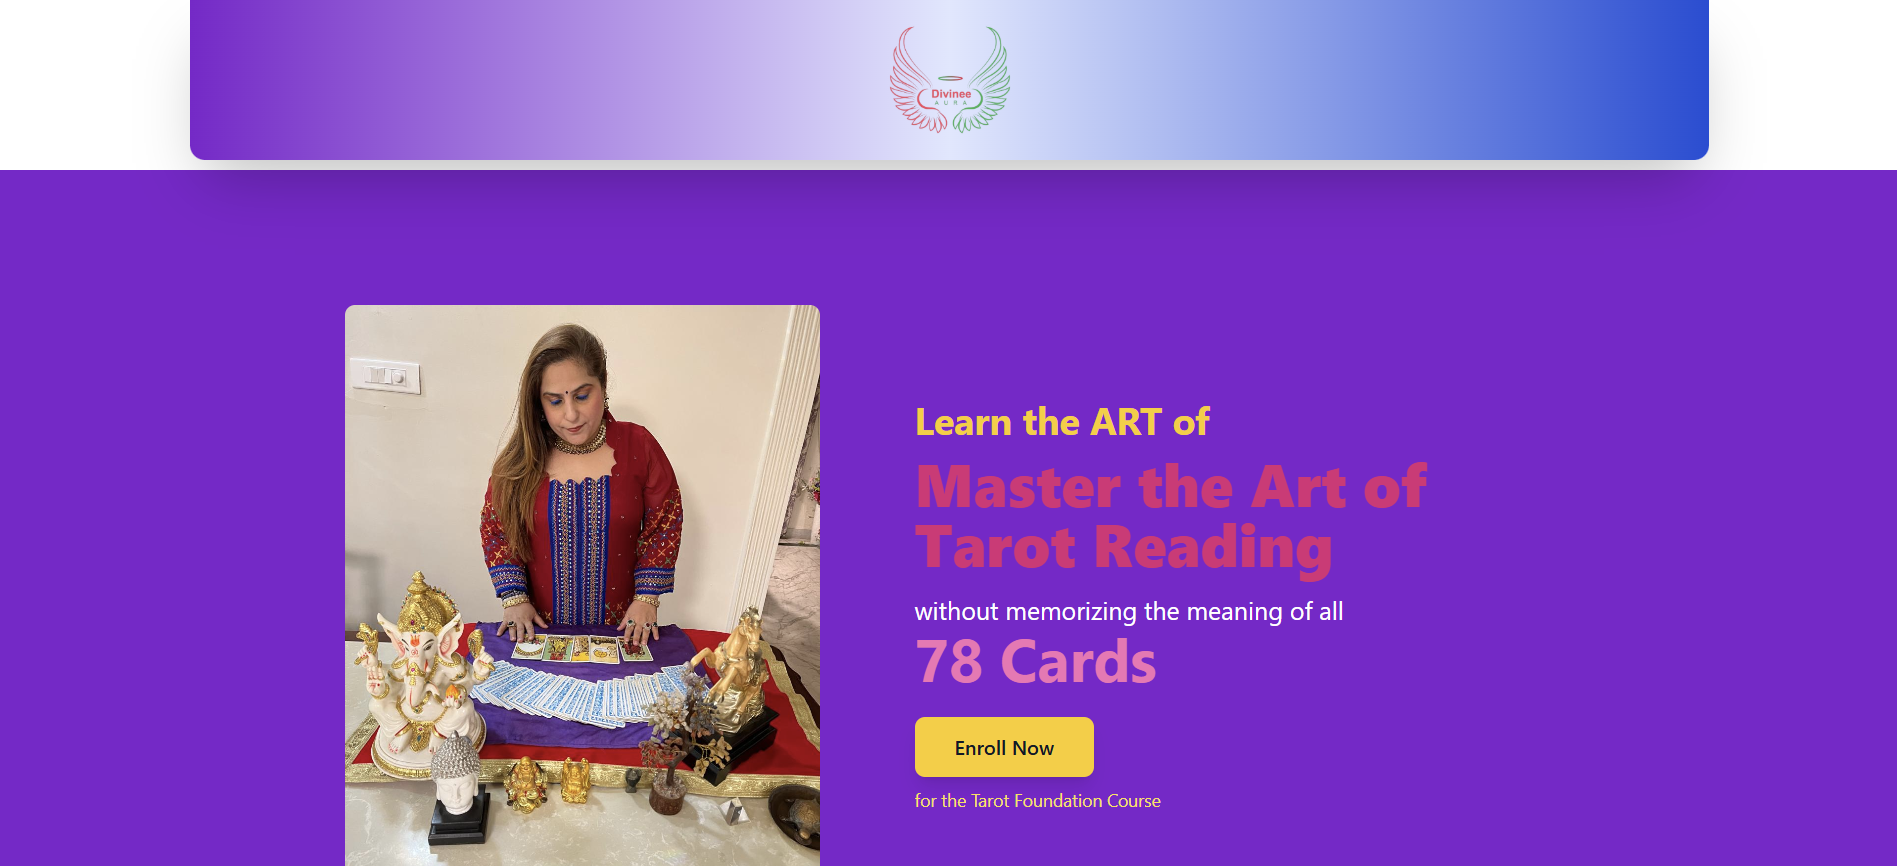 Divinee
AURA
Learn the ART of
Master the Art of
Tarot Reading
without memorizing the meaning of all
78 Cards
Enroll Now
for the Tarot Foundation Course